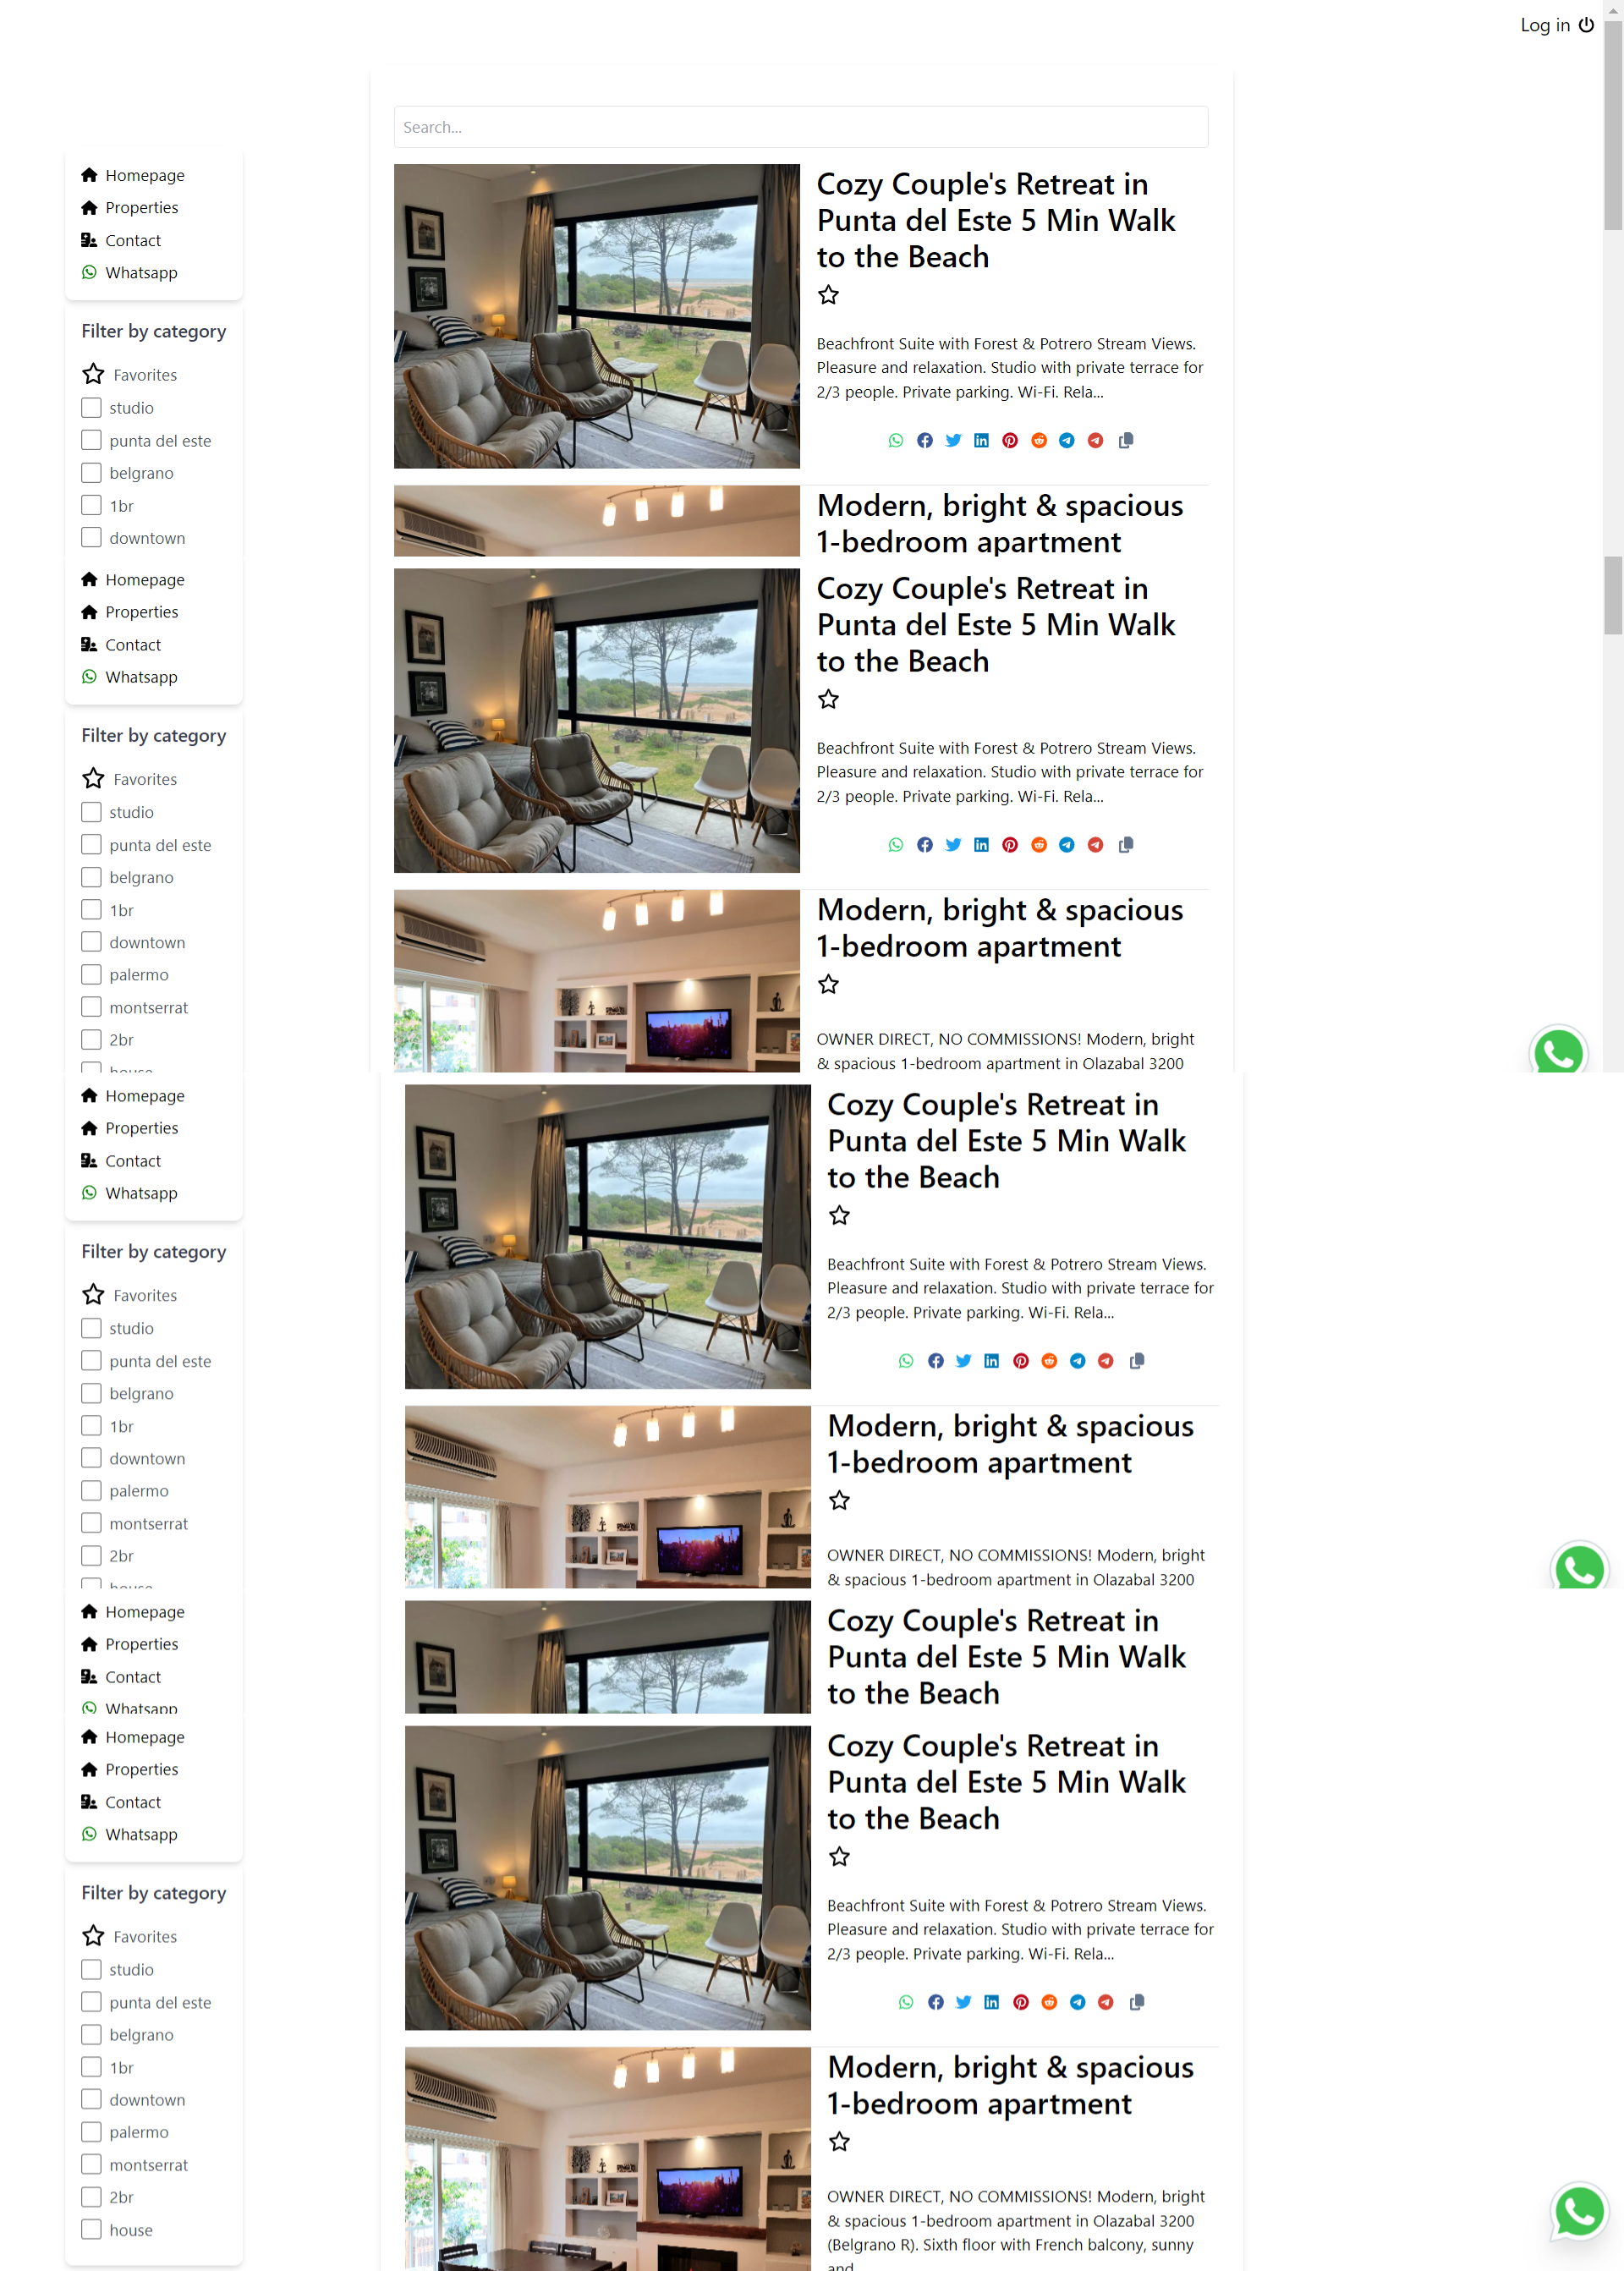 Log in
Search...
Homepage
Properties
Contact
Whatsapp
Filter by category
Favorites
studio
punta del este
belgrano
1br
downtown
Cozy Couple's Retreat in
Punta del Este 5 Min Walk
to the Beach
Beachfront Suite with Forest & Potrero Stream Views.
Pleasure and relaxation. Studio with private terrace for
2/3 people. Private parking. Wi-Fi. Rela...
Modern, bright & spacious
1-bedroom apartment
Homepage
Properties
Contact
Whatsapp
Filter by category
Favorites
studio
punta del este
belgrano
1br
downtown
palermo
montserrat
2br
house
Cozy Couple's Retreat in
Punta del Este 5 Min Walk
to the Beach
Beachfront Suite with Forest & Potrero Stream Views.
Pleasure and relaxation. Studio with private terrace for
2/3 people. Private parking. Wi-Fi. Rela...
Modern, bright & spacious
1-bedroom apartment
OWNER DIRECT, NO COMMISSIONS! Modern, bright
& spacious 1-bedroom apartment in Olazabal 3200
Homepage
Properties
Contact
Whatsapp
Filter by category
Favorites
studio
punta del este
belgrano
1br
downtown
palermo
montserrat
2br
house
Cozy Couple's Retreat in
Punta del Este 5 Min Walk
to the Beach
Beachfront Suite with Forest & Potrero Stream Views.
Pleasure and relaxation. Studio with private terrace for
2/3 people. Private parking. Wi-Fi. Rela...
Modern, bright & spacious
1-bedroom apartment
OWNER DIRECT, NO COMMISSIONS! Modern, bright
& spacious 1-bedroom apartment in Olazabal 3200
Homepage
Properties
Contact
Whatsapp
Cozy Couple's Retreat in
Punta del Este 5 Min Walk
to the Beach
Homepage
Properties
Contact
Whatsapp
Filter by category
Favorites
studio
punta del este
belgrano
1br
downtown
palermo
montserrat
2br
house
Cozy Couple's Retreat in
Punta del Este 5 Min Walk
to the Beach
Beachfront Suite with Forest & Potrero Stream Views.
Pleasure and relaxation. Studio with private terrace for
2/3 people. Private parking. Wi-Fi. Rela...
Modern, bright & spacious
1-bedroom apartment
OWNER DIRECT, NO COMMISSIONS! Modern, bright
& spacious 1-bedroom apartment in Olazabal 3200
(Belgrano R). Sixth floor with French balcony, sunny
and